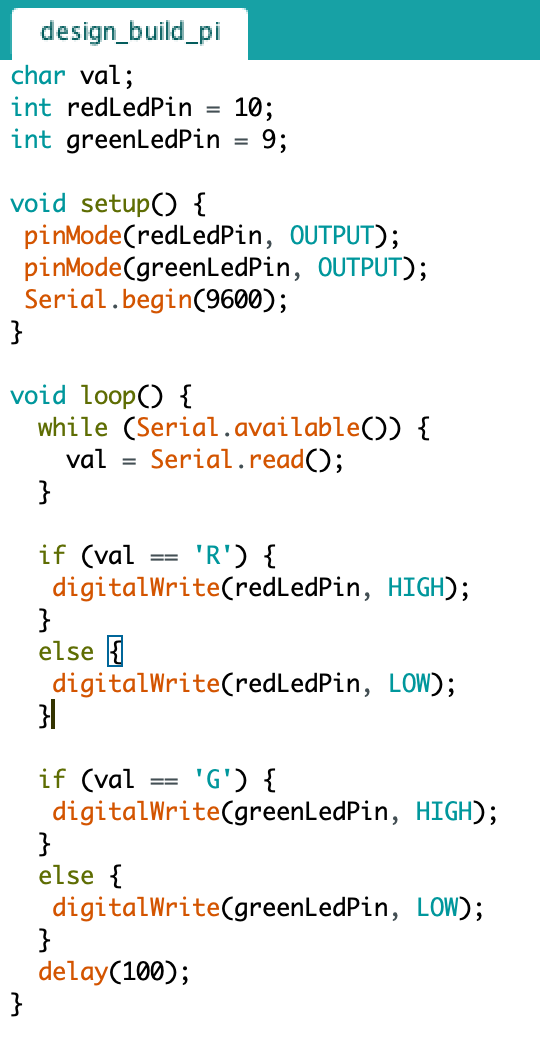 design_build_pi
char val;
int redLedPin = 10;
int greenLedPin = 9;

void setup() {
 pinMode(redLedPin, OUTPUT);
 pinMode(greenLedPin, OUTPUT);
 Serial.begin(9600);
}

void loop() {
  while (Serial.available()) {
    val = Serial.read();
  }

  if (val == 'R') {
   digitalWrite(redLedPin, HIGH);
  }
  else {
   digitalWrite(redLedPin, LOW);
  }

  if (val == 'G') {
   digitalWrite(greenLedPin, HIGH);
  }
  else {
   digitalWrite(greenLedPin, LOW);
  }
  delay(100);
}